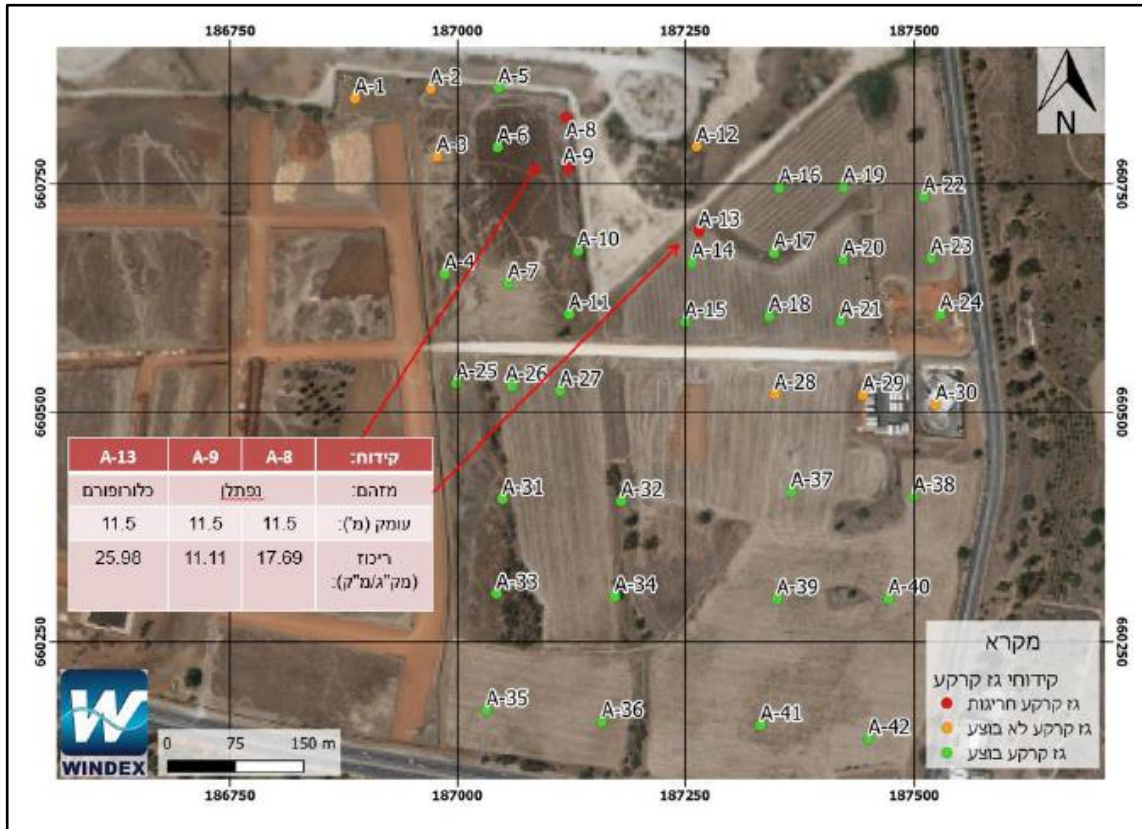 186750 187000 187250 187500
A-1
A-2
A-5
N
A-3
A-6
A-8
A-9
A-12
660750
660750
A-16
A-19
A-22
A-13
A-4
A-7
A-10
A-14
A-17
A-20
A-23
A-11
A-15
A-18
A-21
A-24
A-25
A-26
A-27
A-28
A-29
A-30
660500
660500
קידוח: A-8 A-9 A-13
מזהם: נפתלן כלורופורם
עומק (מ'): 11.5 11.5 11.5
ריכוז
(מק"ג/מ"ק): 17.69 11.11 25.98
A-31
A-32
A-37
A-38
A-33
A-34
A-39
A-40
660250
660250
A-35
A-36
A-41
A-42
מקרא
קידוחי גז קרקע
גז קרקע חריגות
גז קרקע לא בוצע
גז קרקע בוצע
W
WINDEX
0 75 150 m
186750 187000 187250 187500